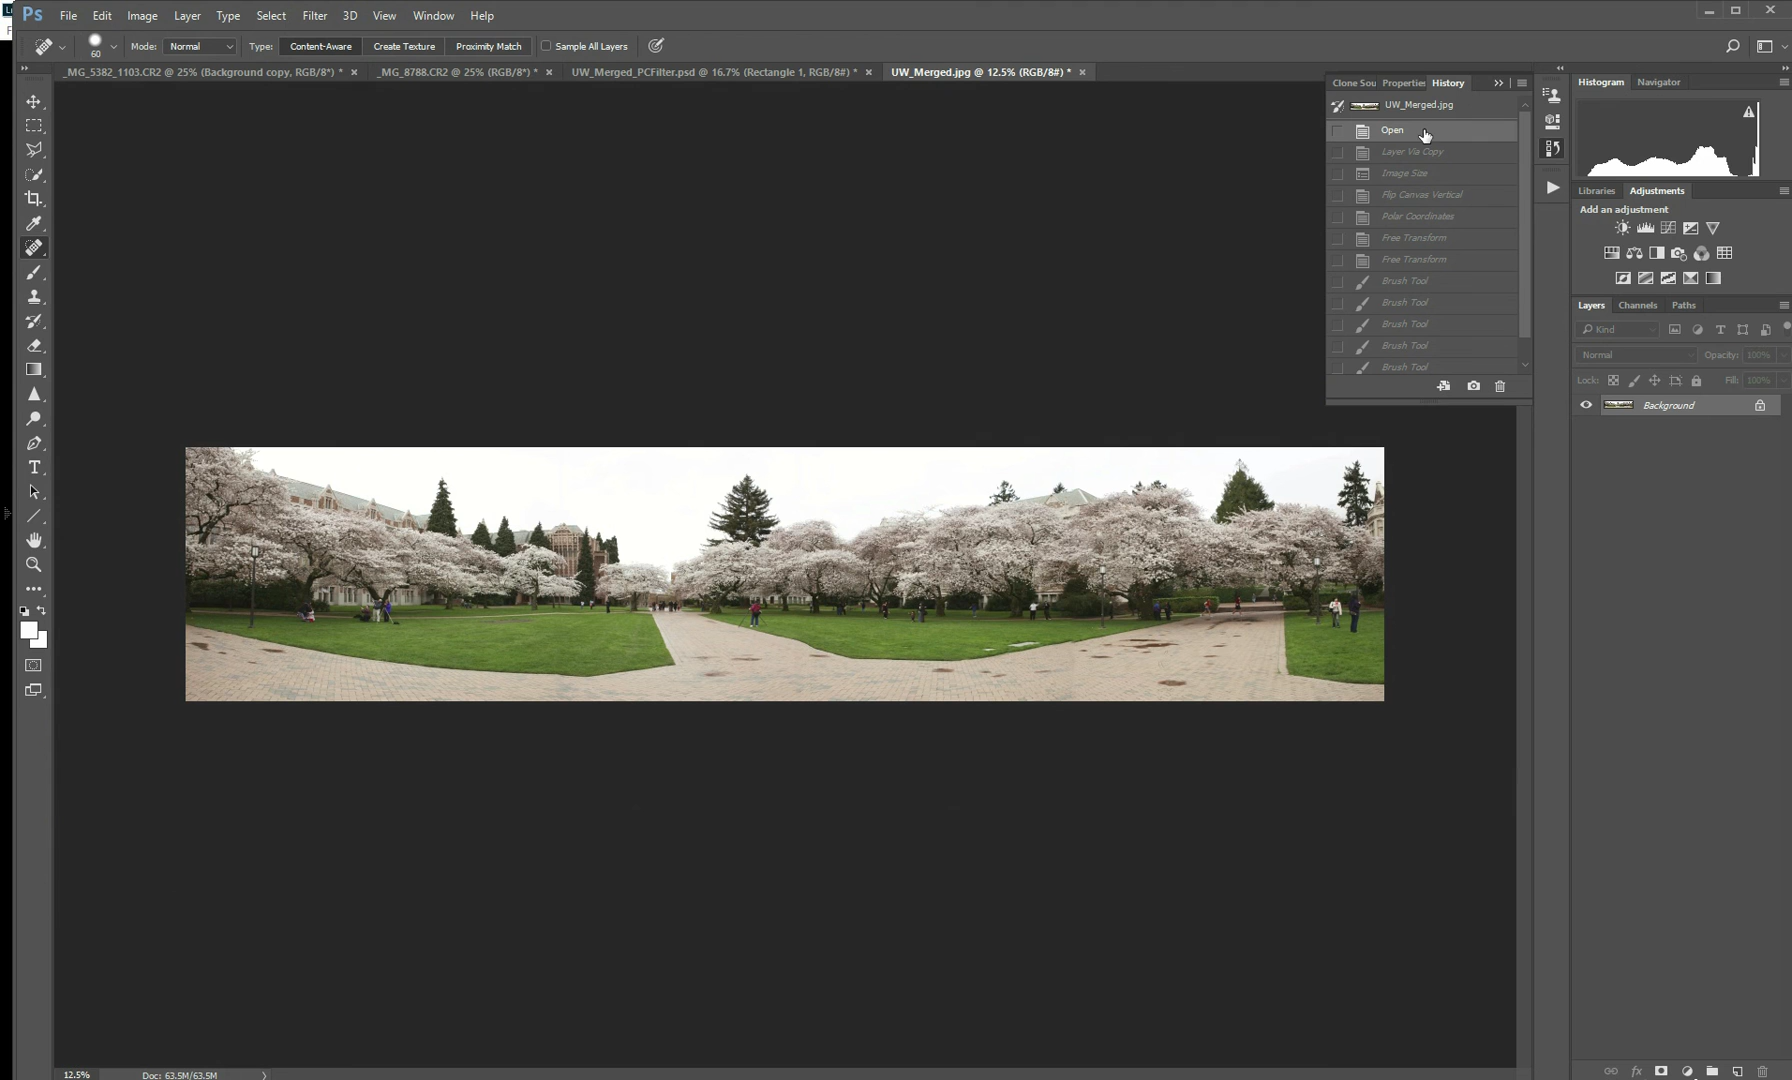 Ps File Edit Image Layer Type Select Filter 3D View Window Help
60 Mode: Normal Type: Content-Aware Create Texture Proximity Match Sample All Layers
_MG_5382_1103.CR2 @ 25% (Background copy, RGB/8*) * _MG_8788.CR2 @ 25% (RGB/8*) * UW_Merged_PCFilter.psd @ 16.7% (Rectangle 1, RGB/8#) * UW_Merged.jpg @ 12.5% (RGB/8#) *
Clone Sou Properties History
UW_Merged.jpg
Open
Layer Via Copy
Image Size
Flip Canvas Vertical
Polar Coordinates
Free Transform
Free Transform
Brush Tool
Brush Tool
Brush Tool
Brush Tool
Brush Tool
Histogram Navigator
Libraries Adjustments
Add an adjustment
Layers Channels Paths
Kind
Normal Opacity: 100%
Lock: Fill: 100%
Background
12.5% Doc: 63.5M/63.5M